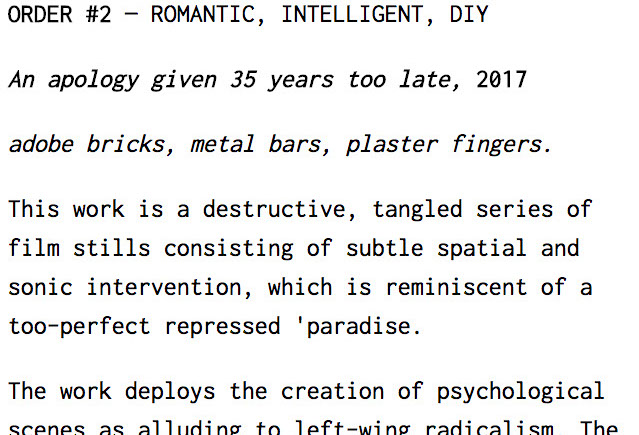 ORDER #2 – ROMANTIC, INTELLIGENT, DIY
An apology given 35 years too late, 2017
adobe bricks, metal bars, plaster fingers.
This work is a destructive, tangled series of
film stills consisting of subtle spatial and
sonic intervention, which is reminiscent of a
too-perfect repressed 'paradise.
The work deploys the creation of psychological
scenes as alluding to left-wing radicalism. The